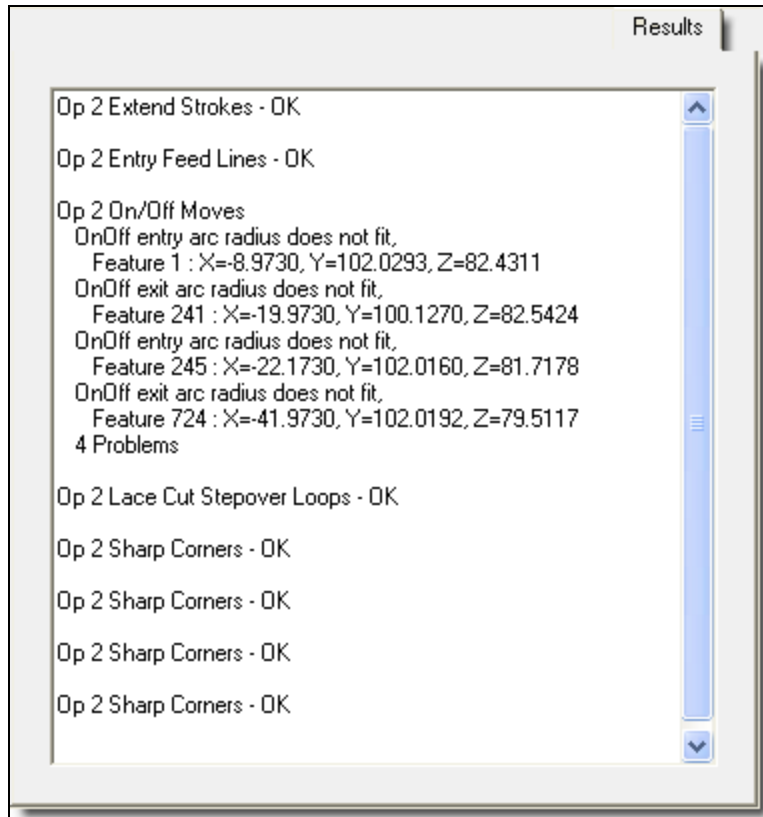 Results
Op 2 Extend Strokes - OK
Op 2 Entry Feed Lines - OK
Op 2 On/Off Moves
OnOff entry arc radius does not fit,
Feature 1 : X=-8.9730, Y=102.0293, Z=82.4311
OnOff exit arc radius does not fit,
Feature 241 : X=-19.9730, Y=100.1270, Z=82.5424
OnOff entry arc radius does not fit,
Feature 245 : X=-22.1730, Y=102.0160, Z=81.7178
OnOff exit arc radius does not fit,
Feature 724 : X=-41.9730, Y=102.0192, Z=79.5117
4 Problems
Op 2 Lace Cut Stepover Loops - OK
Op 2 Sharp Corners - OK
Op 2 Sharp Corners - OK
Op 2 Sharp Corners - OK
Op 2 Sharp Corners - OK